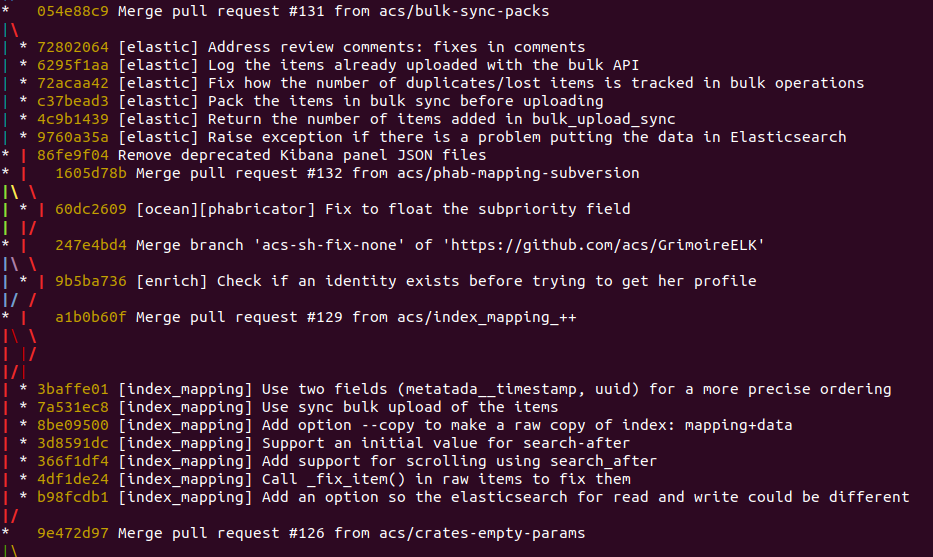 * 054e88c9 Merge pull request #131 from acs/bulk-sync-packs
|\
| * 72802064 [elastic] Address review comments: fixes in comments
| * 6295f1aa [elastic] Log the items already uploaded with the bulk API
| * 72acaa42 [elastic] Fix how the number of duplicates/lost items is tracked in bulk operations
| * c37bead3 [elastic] Pack the items in bulk sync before uploading
| * 4c9b1439 [elastic] Return the number of items added in bulk_upload_sync
| * 9760a35a [elastic] Raise exception if there is a problem putting the data in Elasticsearch
* | 86fe9f04 Remove deprecated Kibana panel JSON files
* | 1605d78b Merge pull request #132 from acs/phab-mapping-subversion
|\ \
| * | 60dc2609 [ocean][phabricator] Fix to float the subpriority field
| |/
* | 247e4bd4 Merge branch 'acs-sh-fix-none' of 'https://github.com/acs/GrimoireELK'
|\ \
| * | 9b5ba736 [enrich] Check if an identity exists before trying to get her profile
|/ /
* | a1b0b60f Merge pull request #129 from acs/index_mapping_++
|\ \
| |/
|/|
| * 3baffe01 [index_mapping] Use two fields (metatada__timestamp, uuid) for a more precise ordering
| * 7a531ec8 [index_mapping] Use sync bulk upload of the items
| * 8be09500 [index_mapping] Add option --copy to make a raw copy of index: mapping+data
| * 3d8591dc [index_mapping] Support an initial value for search-after
| * 366f1df4 [index_mapping] Add support for scrolling using search_after
| * 4df1de24 [index_mapping] Call _fix_item() in raw items to fix them
| * b98fcdb1 [index_mapping] Add an option so the elasticsearch for read and write could be different
|/
* 9e472d97 Merge pull request #126 from acs/crates-empty-params
|\